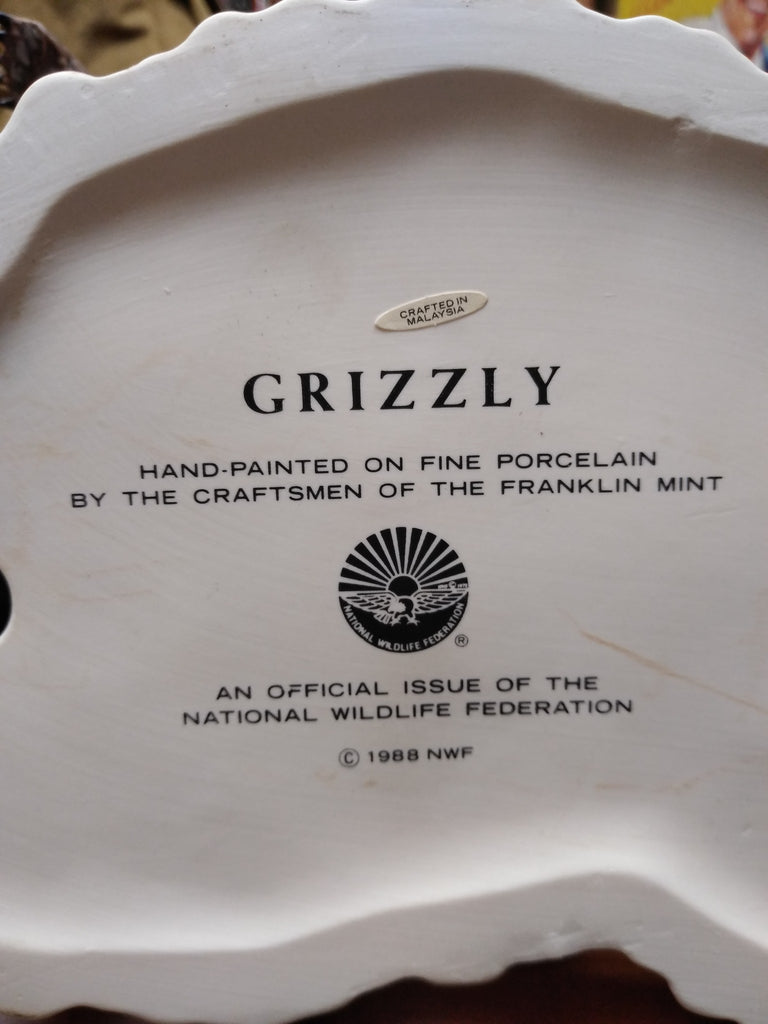 CRAFTED IN
MALAYSIA
GRIZZLY
HAND-PAINTED ON FINE PORCELAIN
BY THE CRAFTSMEN OF THE FRANKLIN MINT
NATIONAL WILDLIFE FEDERATION
®
AN OFFICIAL ISSUE OF THE
NATIONAL WILDLIFE FEDERATION
© 1988 NWF